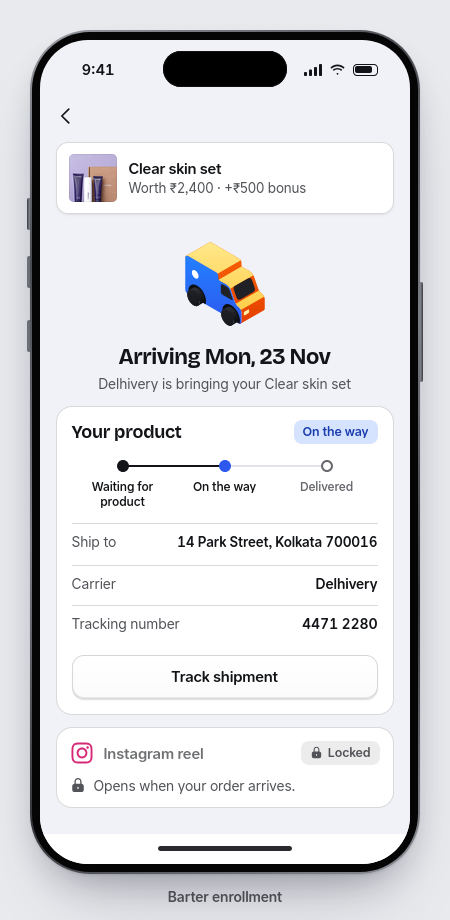 9:41
Clear skin set
Worth ₹2,400 · +₹500 bonus
Arriving Mon, 23 Nov
Delhivery is bringing your Clear skin set
Your product
On the way
Waiting for
product
On the way
Delivered
Ship to
14 Park Street, Kolkata 700016
Carrier
Delhivery
Tracking number
4471 2280
Track shipment
Instagram reel
Locked
Opens when your order arrives.
Barter enrollment